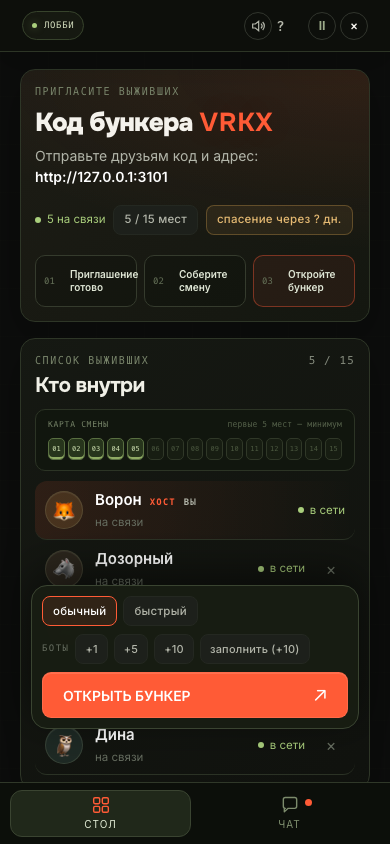 ЛОББИ
?
ПРИГЛАСИТЕ ВЫЖИВШИХ
Код бункера VRKX
Отправьте друзьям код и адрес:
http://127.0.0.1:3101
5 на связи
5 / 15 мест
спасение через ? дн.
01 Приглашение готово
02 Соберите смену
03 Откройте бункер
СПИСОК ВЫЖИВШИХ 5 / 15
Кто внутри
КАРТА СМЕНЫ первые 5 мест — минимум
01 02 03 04 05 06 07 08 09 10 11 12 13 14 15
Ворон ХОСТ ВЫ
на связи
в сети
Дозорный
на связи
в сети ×
обычный быстрый
БОТЫ +1 +5 +10 заполнить (+10)
ОТКРЫТЬ БУНКЕР
Дина
на связи
в сети ×
СТОЛ
ЧАТ